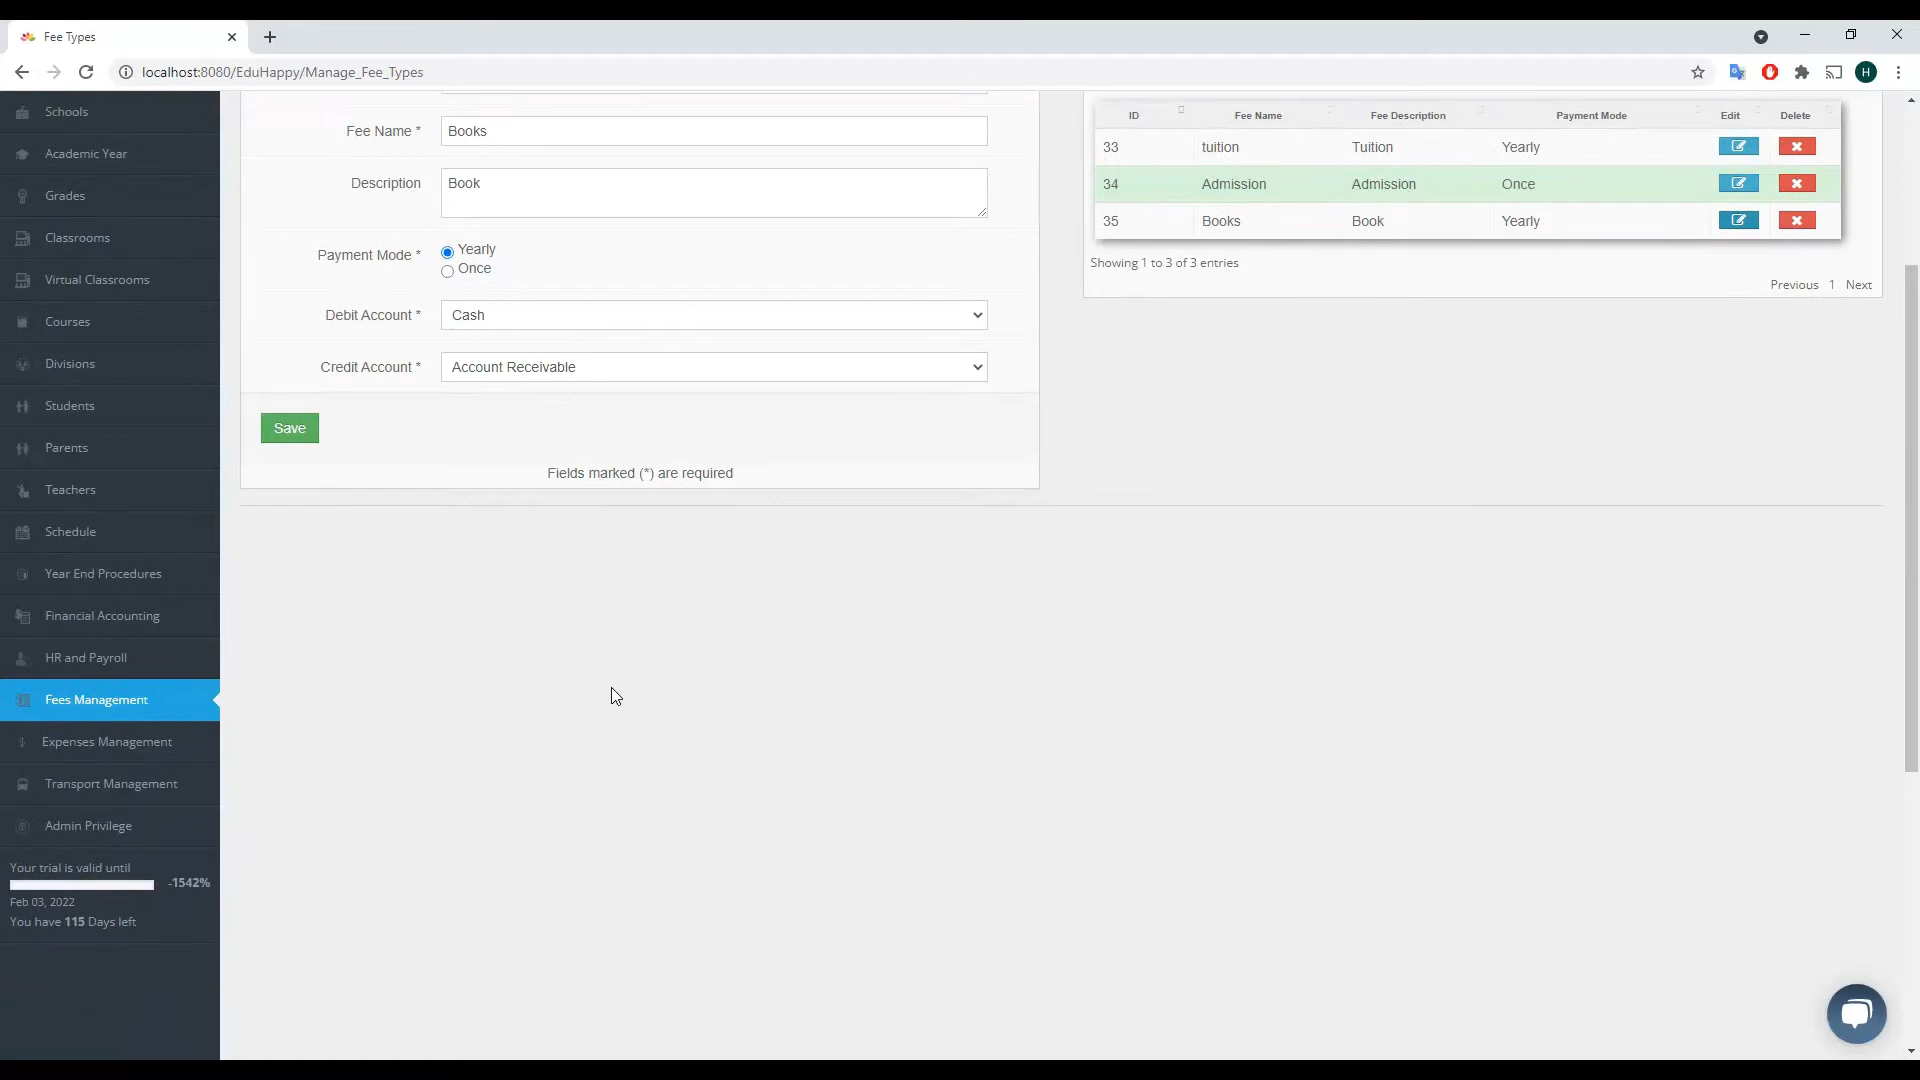 Fee Types
localhost:8080/EduHappy/Manage_Fee_Types
H
Schools
Academic Year
Grades
Classrooms
Virtual Classrooms
Courses
Divisions
Students
Parents
Teachers
Schedule
Year End Procedures
Financial Accounting
HR and Payroll
Fees Management
Expenses Management
Transport Management
Admin Privilege
Your trial is valid until
-1542%
Feb 03, 2022
You have 115 Days left
Fee Name * Books
Description Book
Payment Mode * Yearly
Once
Debit Account * Cash
Credit Account * Account Receivable
Save
Fields marked (*) are required
ID Fee Name Fee Description Payment Mode Edit Delete
33 tuition Tuition Yearly
34 Admission Admission Once
35 Books Book Yearly
Showing 1 to 3 of 3 entries
Previous 1 Next